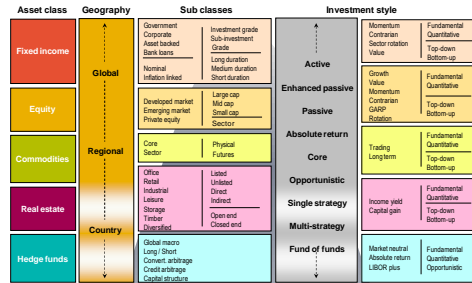 Asset class
Geography
Sub classes
Investment style
Fixed income
Equity
Commodities
Real estate
Hedge funds
Global
Regional
Country
Government
Corporate
Asset backed
Bank loans
Nominal
Inflation linked
Investment grade
Sub-investment
Grade
Long duration
Medium duration
Short duration
Developed market
Emerging market
Private equity
Large cap
Mid cap
Small cap
Sector
Core
Sector
Physical
Futures
Office
Retail
Industrial
Leisure
Storage
Timber
Diversified
Listed
Unlisted
Direct
Indirect
Open end
Closed end
Global macro
Long / Short
Convert. arbitrage
Credit arbitrage
Capital structure
Active
Enhanced passive
Passive
Absolute return
Core
Opportunistic
Single strategy
Multi-strategy
Fund of funds
Momentum
Contrarian
Sector rotation
Value
Fundamental
Quantitative
Top-down
Bottom-up
Growth
Value
Momentum
Contrarian
GARP
Rotation
Fundamental
Quantitative
Top-down
Bottom-up
Trading
Long term
Fundamental
Quantitative
Top-down
Bottom-up
Income yield
Capital gain
Fundamental
Quantitative
Top-down
Bottom-up
Market neutral
Absolute return
LIBOR plus
Fundamental
Quantitative
Opportunistic